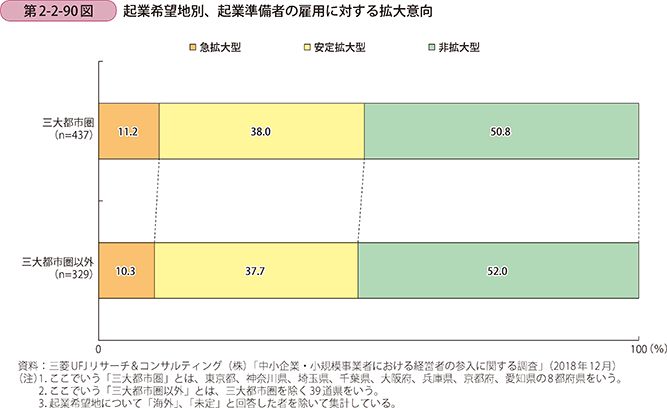 第2-2-90図 起業希望地別、起業準備者の雇用に対する拡大意向
急拡大型 安定拡大型 非拡大型
三大都市圏
(n=437)
11.2 38.0 50.8
三大都市圏以外
(n=329)
10.3 37.7 52.0
0 100 (%)
資料：三菱UFJリサーチ＆コンサルティング（株）「中小企業・小規模事業者における経営者の参入に関する調査」（2018年12月）
（注）1. ここでいう「三大都市圏」とは、東京都、神奈川県、埼玉県、千葉県、大阪府、兵庫県、京都府、愛知県の8都府県をいう。
2. ここでいう「三大都市圏以外」とは、三大都市圏を除く39道県をいう。
3. 起業希望地について「海外」、「未定」と回答した者を除いて集計している。